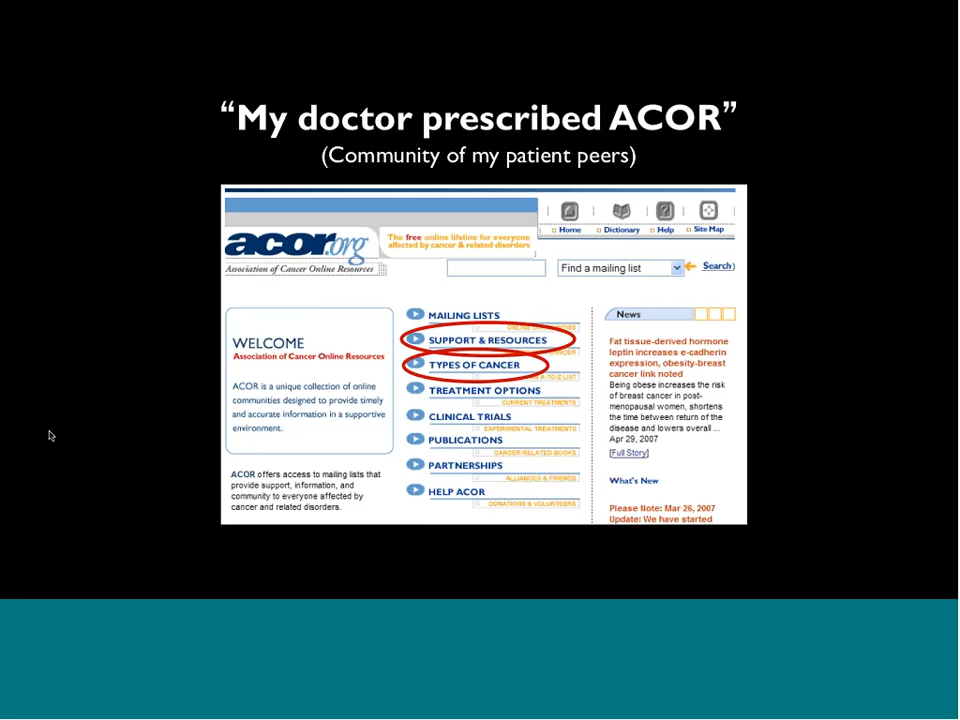 “My doctor prescribed ACOR”
(Community of my patient peers)
Home
Dictionary
Help
Site Map
acor.org
Association of Cancer Online Resources
The free online lifeline for everyone
affected by cancer & related disorders
Find a mailing list
Search
WELCOME
Association of Cancer Online Resources
ACOR is a unique collection of online
communities designed to provide timely
and accurate information in a supportive
environment.
ACOR offers access to mailing lists that
provide support, information, and
community to everyone affected by
cancer and related disorders.
MAILING LISTS
SUPPORT & RESOURCES
TYPES OF CANCER
A-TO-Z LIST
TREATMENT OPTIONS
CURRENT TREATMENTS
CLINICAL TRIALS
EXPERIMENTAL TREATMENTS
PUBLICATIONS
CANCER-RELATED BOOKS
PARTNERSHIPS
ALLIANCES & FRIENDS
HELP ACOR
DONATIONS & VOLUNTEERS
News
Fat tissue-derived hormone
leptin increases e-cadherin
expression, obesity-breast
cancer link noted
Being obese increases the risk
of breast cancer in post-
menopausal women, shortens
the time between return of the
disease and lowers overall ...
Apr 29, 2007
[Full Story]
What's New
Please Note: Mar 26, 2007
Update: We have started